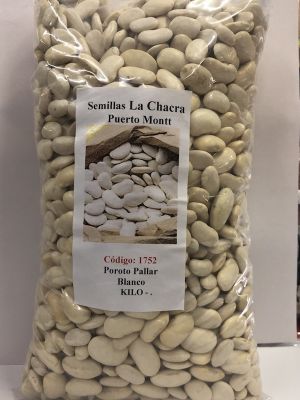 Semillas La Chacra
Puerto Montt
Código: 1752
Poroto Pallar
Blanco
KILO - .